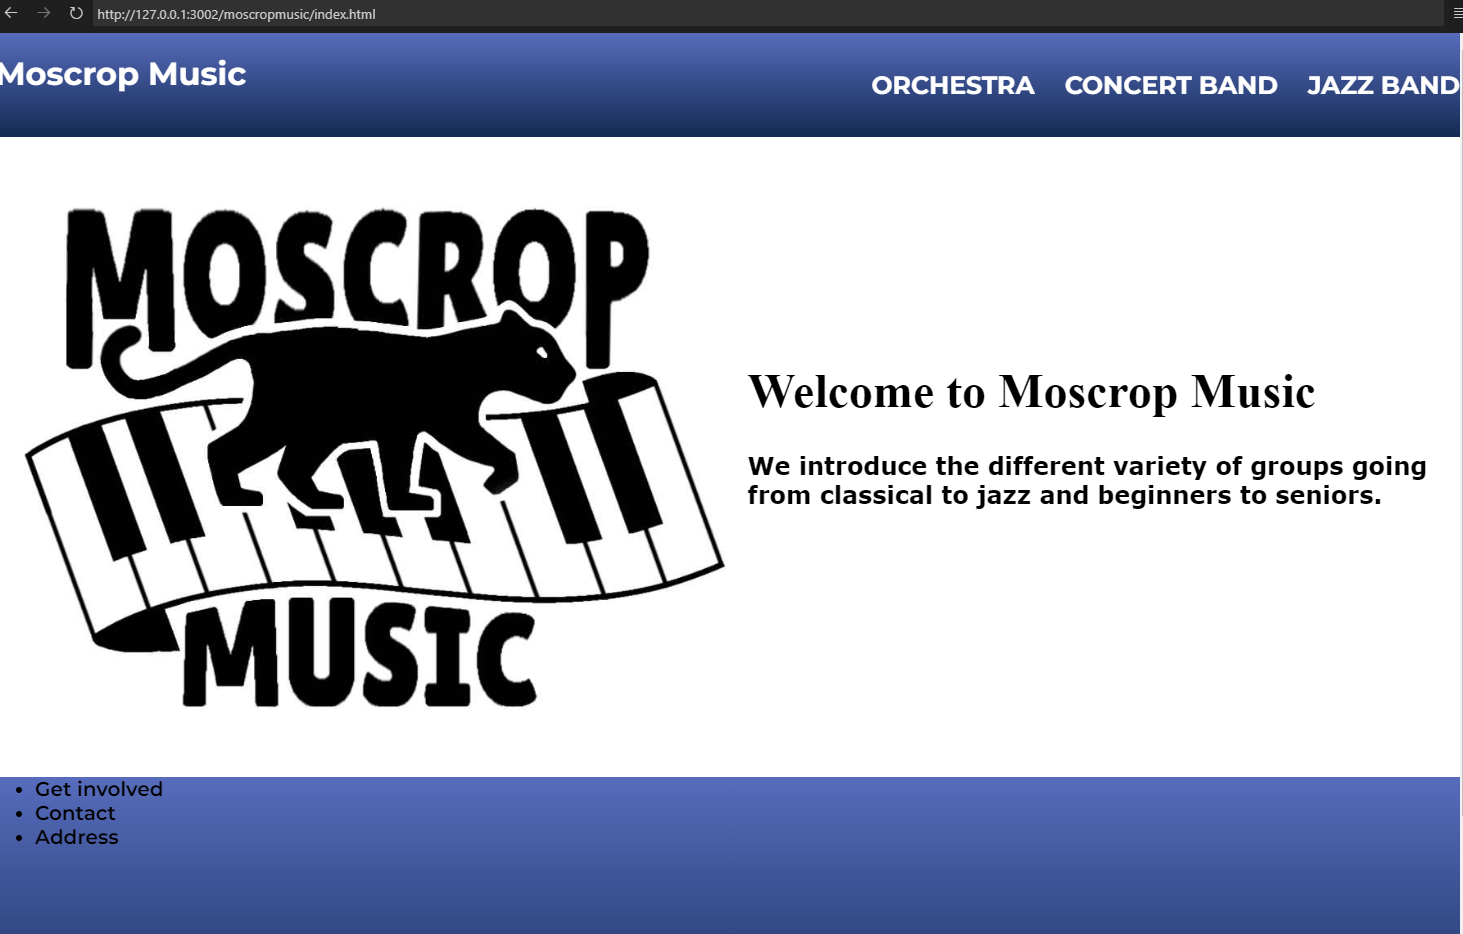 http://127.0.0.1:3002/moscropmusic/index.html
Moscrop Music
ORCHESTRA CONCERT BAND JAZZ BAND
MOSCROP
MUSIC
Welcome to Moscrop Music
We introduce the different variety of groups going
from classical to jazz and beginners to seniors.
Get involved
Contact
Address